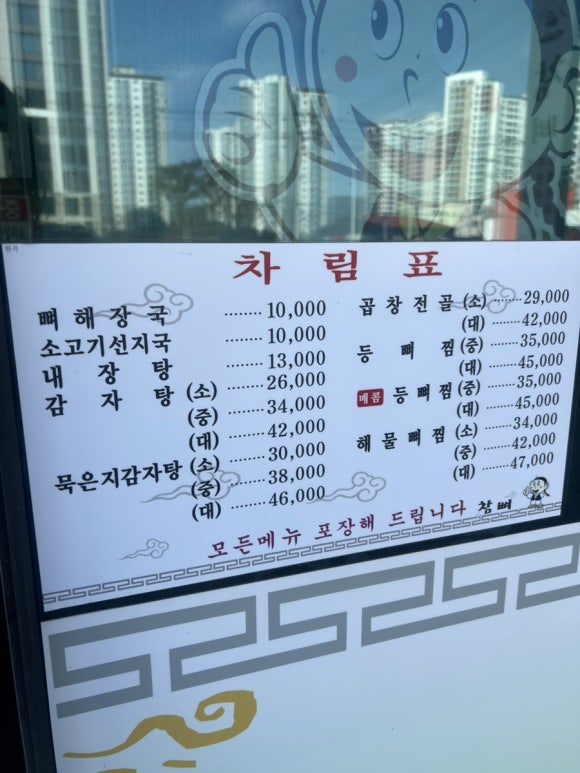 차림표
뼈해장국 ········ 10,000
소고기선지국 ········ 10,000
내장탕 ········ 13,000
감자탕 (소) ········ 26,000
(중) ········ 34,000
(대) ········ 42,000
묵은지감자탕 (소) ········ 30,000
(중) ········ 38,000
(대) ········ 46,000
곱창전골 (소) ········ 29,000
(대) ········ 42,000
등뼈찜 (중) ········ 35,000
(대) ········ 45,000
매콤 등뼈찜 (중) ········ 35,000
(대) ········ 45,000
해물뼈찜 (소) ········ 34,000
(중) ········ 42,000
(대) ········ 47,000
모든메뉴 포장해 드립니다 참뼈